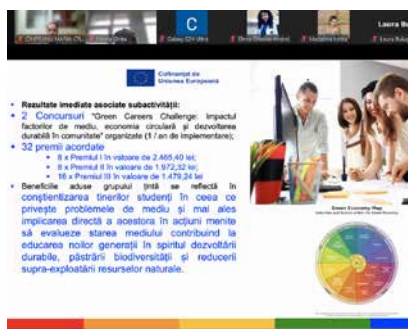 C
Laura Bu
Galaxy S24 Ultra
Cofinanțat de
Uniunea Europeană
• Rezultate imediate asociate subactivității:
• 2 Concursuri "Green Careers Challenge: Impactul
factorilor de mediu, economia circulară și dezvoltarea
durabilă în comunitate" organizate (1 / an de implementare);
• 32 premii acordate
• 8 x Premiul I în valoare de 2.465,40 lei;
• 8 x Premiul II în valoare de 1.972,32 lei;
• 16 x Premiul III în valoare de 1.479,24 lei
• Beneficiile aduse grupului țintă se reflectă în
conștientizarea tinerilor studenți în ceea ce
privește problemele de mediu și mai ales
implicarea directă a acestora în acțiuni menite
să evalueze starea mediului contribuind la
educarea noilor generații în spiritul dezvoltării
durabile, păstrării biodiversității și reducerii
supra-exploatării resurselor naturale.
Green Economy Map